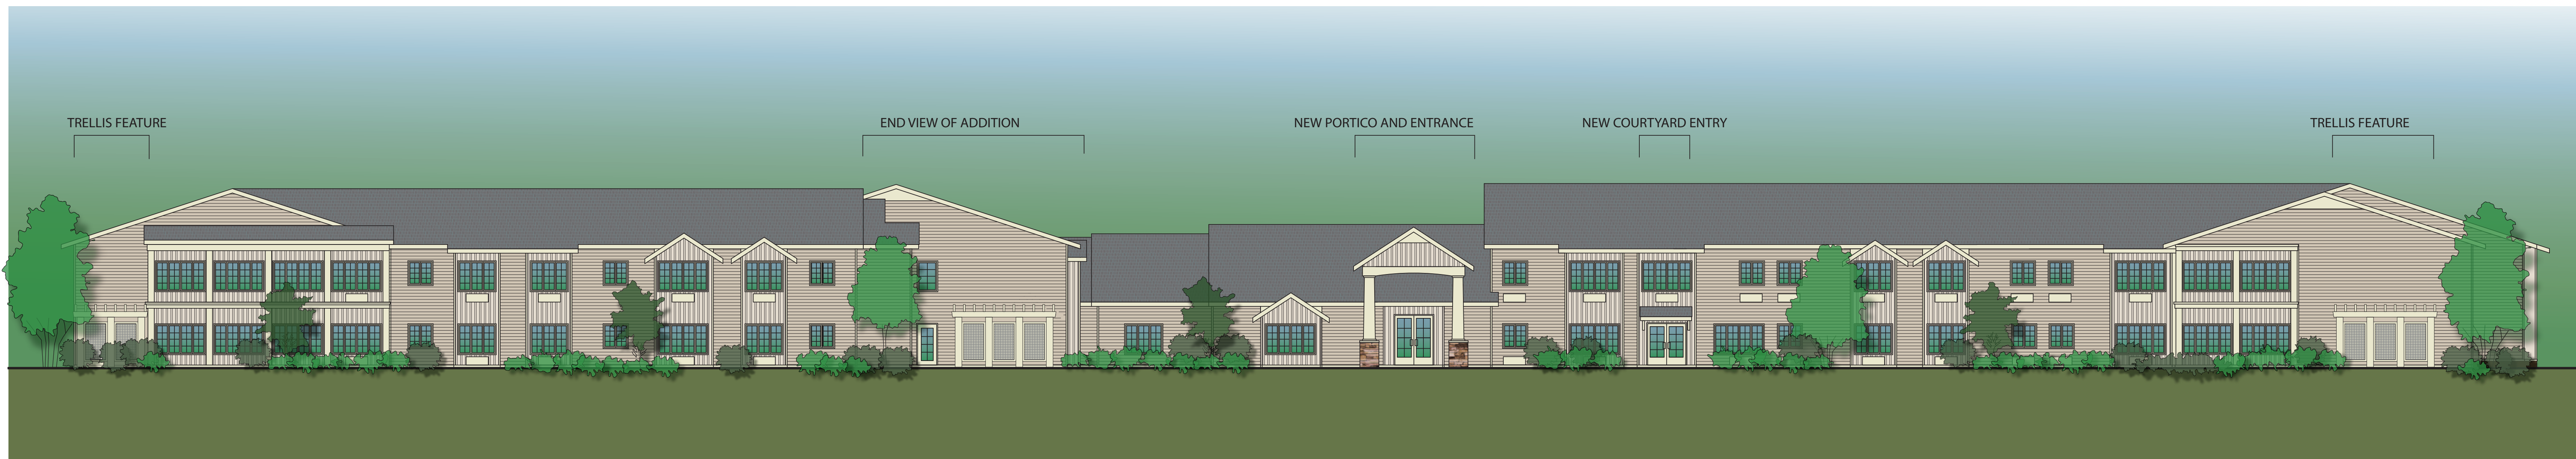 TRELLIS FEATURE
END VIEW OF ADDITION
NEW PORTICO AND ENTRANCE
NEW COURTYARD ENTRY
TRELLIS FEATURE